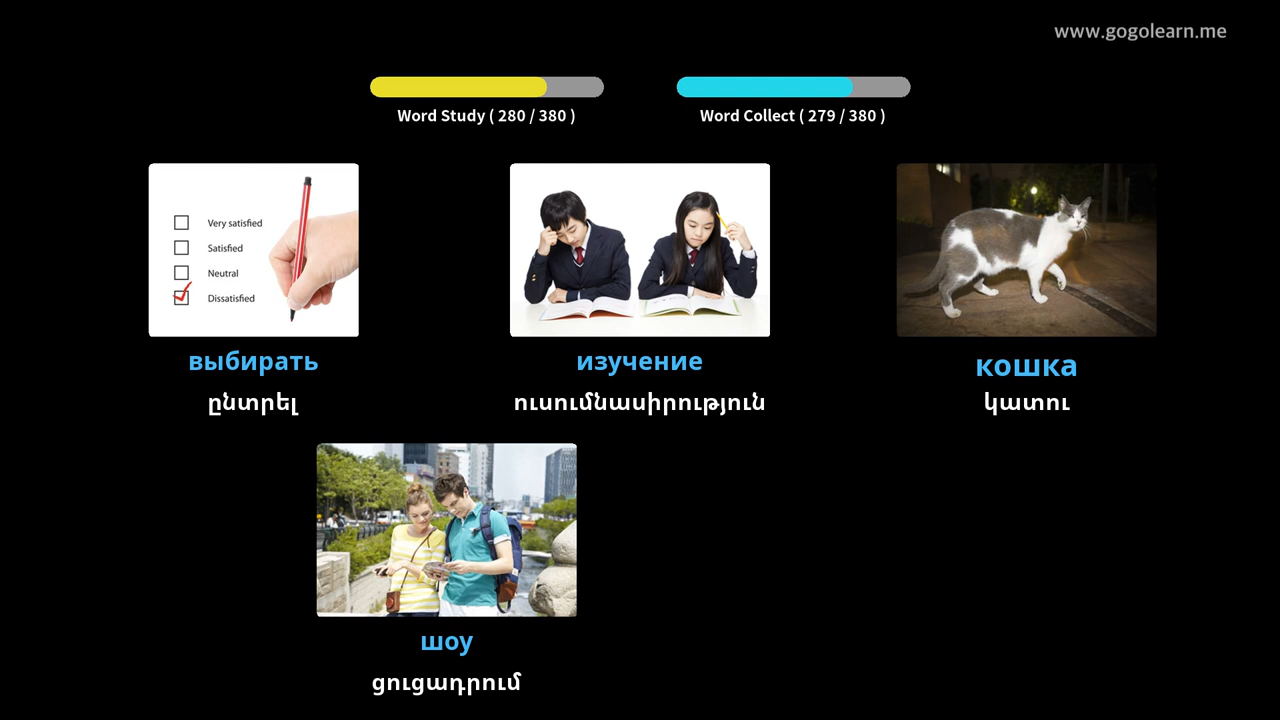 www.gogolearn.me
Word Study ( 280 / 380 )
Word Collect ( 279 / 380 )
Very satisfied
Satisfied
Neutral
Dissatisfied
выбирать
ընտրել
изучение
ուսումնասիրություն
кошка
կատու
шоу
ցուցադրում